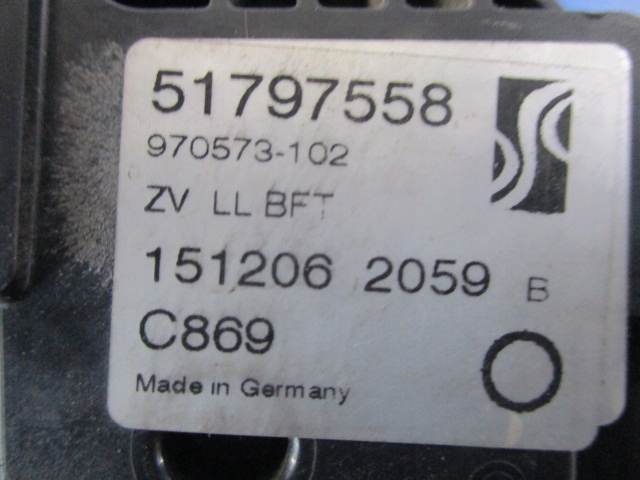 51797558
970573-102
ZV LL BFT
151206 2059 B
C869
Made in Germany